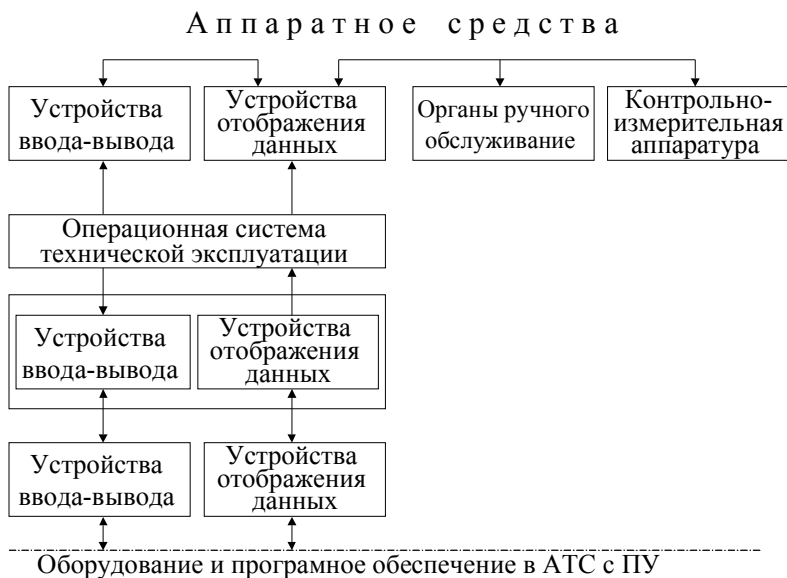 Аппаратное средства
Устройства
ввода-вывода
Устройства
отображения
данных
Органы ручного
обслуживание
Контрольно-
измерительная
аппаратура
Операционная система
технической эксплуатации
Устройства
ввода-вывода
Устройства
отображения
данных
Устройства
ввода-вывода
Устройства
отображения
данных
Оборудование и програмное обеспечение в АТС с ПУ